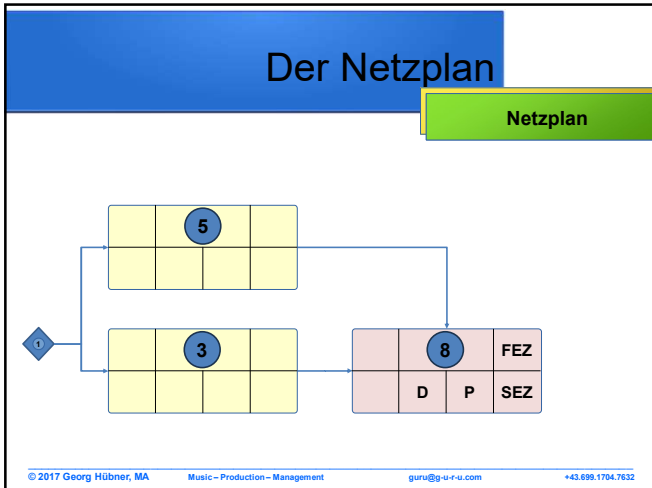 Der Netzplan
Netzplan
5
1
3
8 FEZ
D P SEZ
© 2017 Georg Hübner, MA Music – Production – Management guru@g-u-r-u.com +43.699.1704.7632